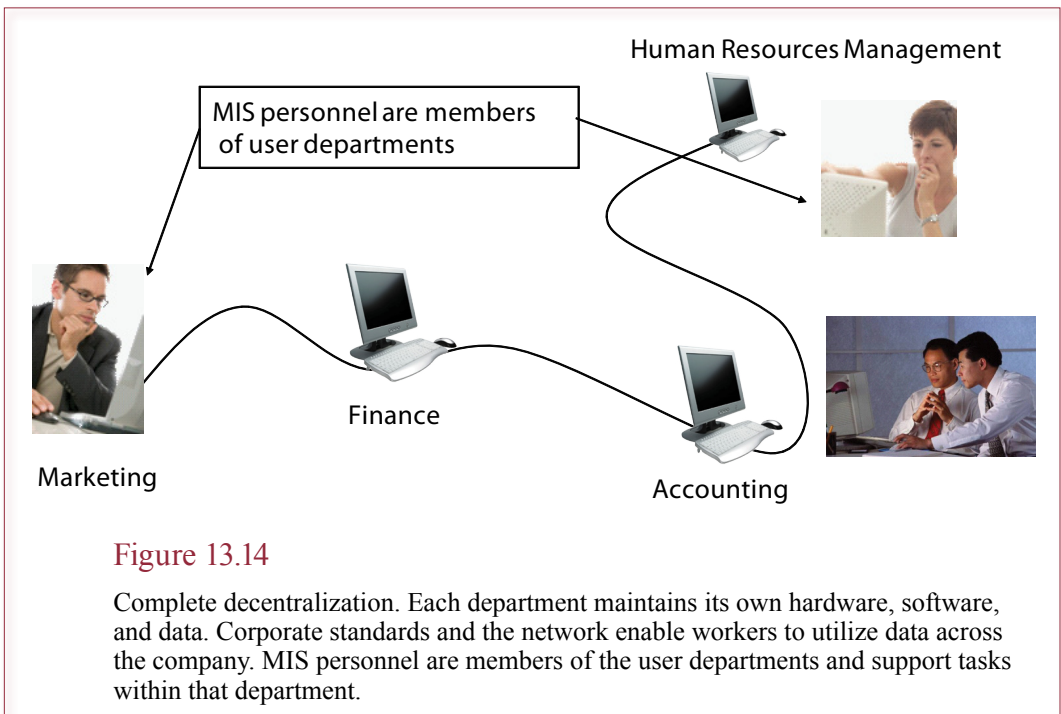 Human Resources Management
MIS personnel are members
of user departments
Finance
Marketing
Accounting
Figure 13.14
Complete decentralization. Each department maintains its own hardware, software,
and data. Corporate standards and the network enable workers to utilize data across
the company. MIS personnel are members of the user departments and support tasks
within that department.